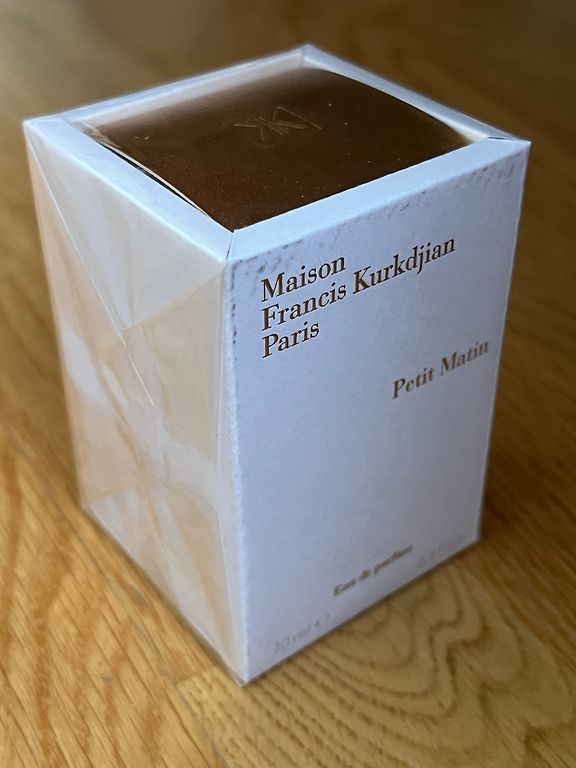 Maison
Francis Kurkdjian
Paris
Petit Matin
Eau de parfum